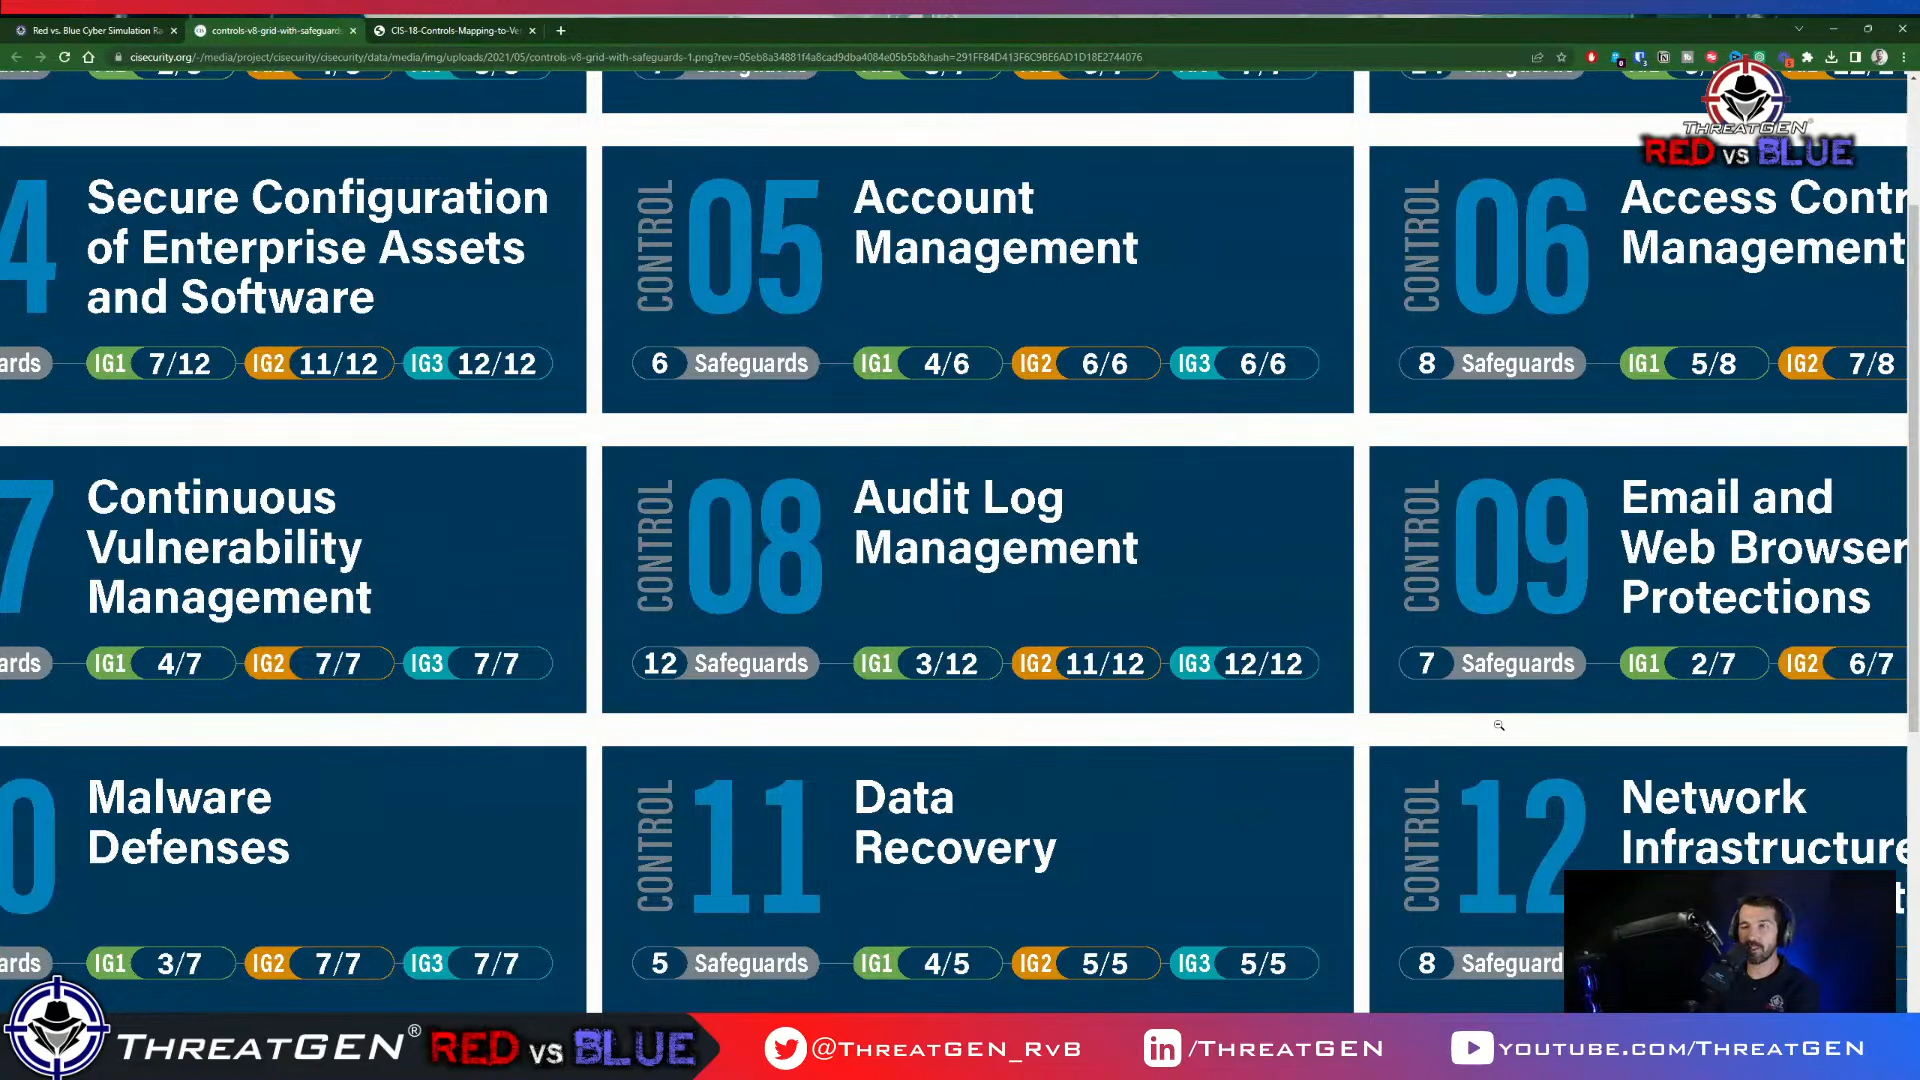 Red vs. Blue Cyber Simulation Ra
controls-v8-grid-with-safeguards
CIS-18-Controls-Mapping-to-Ve
cisecurity.org/-/media/project/cisecurity/cisecurity/data/media/img/uploads/2021/05/controls-v8-grid-with-safeguards-1.png?rev=05eb8a34881f4a8cad9dba4084e05b5b&hash=291FF84D413F6C9BE6AD1D18E2744076
THREATGEN
RED vs BLUE
4
Secure Configuration
of Enterprise Assets
and Software
ards IG1 7/12 IG2 11/12 IG3 12/12
CONTROL 05
Account
Management
6 Safeguards IG1 4/6 IG2 6/6 IG3 6/6
CONTROL 06
Access Contr
Management
8 Safeguards IG1 5/8 IG2 7/8
7
Continuous
Vulnerability
Management
ards IG1 4/7 IG2 7/7 IG3 7/7
CONTROL 08
Audit Log
Management
12 Safeguards IG1 3/12 IG2 11/12 IG3 12/12
CONTROL 09
Email and
Web Browser
Protections
7 Safeguards IG1 2/7 IG2 6/7
0
Malware
Defenses
ards IG1 3/7 IG2 7/7 IG3 7/7
CONTROL 11
Data
Recovery
5 Safeguards IG1 4/5 IG2 5/5 IG3 5/5
CONTROL 12
Network
Infrastructure
8 Safeguard
THREATGEN® RED vs BLUE
@THREATGEN_RVB
in /THREATGEN
YOUTUBE.COM/THREATGEN